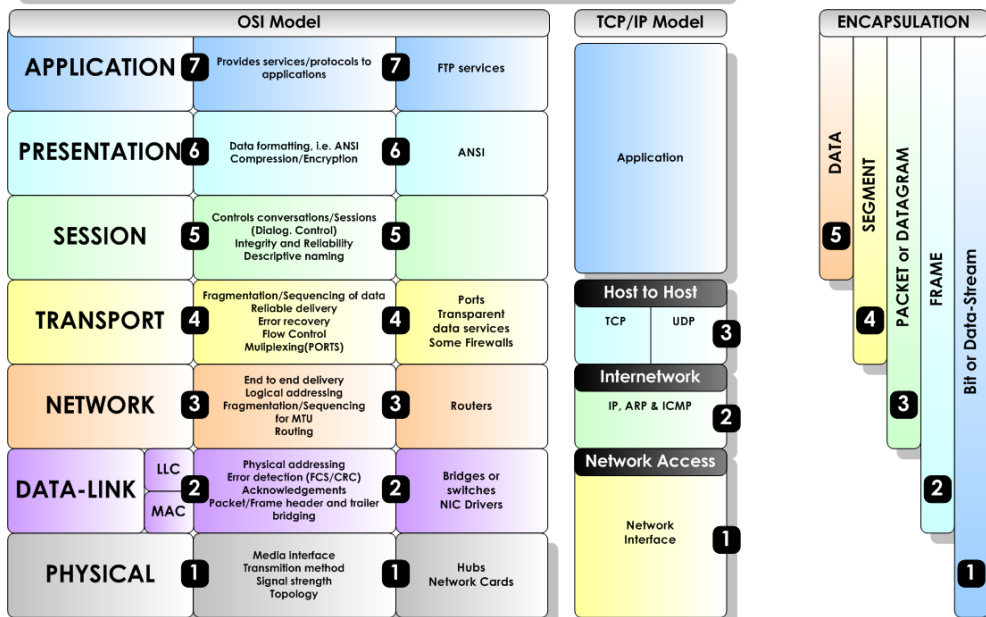 OSI Model
TCP/IP Model
ENCAPSULATION
APPLICATION
7
Provides services/protocols to
applications
7
FTP services
PRESENTATION
6
Data formatting, i.e. ANSI
Compression/Encryption
6
ANSI
SESSION
5
Controls conversations/Sessions
(Dialog. Control)
Integrity and Reliability
Descriptive naming
5
TRANSPORT
4
Fragmentation/Sequencing of data
Reliable delivery
Error recovery
Flow Control
Muliplexing(PORTS)
4
Ports
Transparent
data services
Some Firewalls
NETWORK
3
End to end delivery
Logical addressing
Fragmentation/Sequencing
for MTU
Routing
3
Routers
DATA-LINK
LLC
MAC
2
Physical addressing
Error detection (FCS/CRC)
Acknowledgements
Packet/Frame header and trailer
bridging
2
Bridges or
switches
NIC Drivers
PHYSICAL
1
Media interface
Transmition method
Signal strength
Topology
1
Hubs
Network Cards
Application
Host to Host
TCP
UDP
3
Internetwork
IP, ARP & ICMP
2
Network Access
Network
Interface
1
DATA
5
SEGMENT
4
PACKET or DATAGRAM
3
FRAME
2
Bit or Data-Stream
1